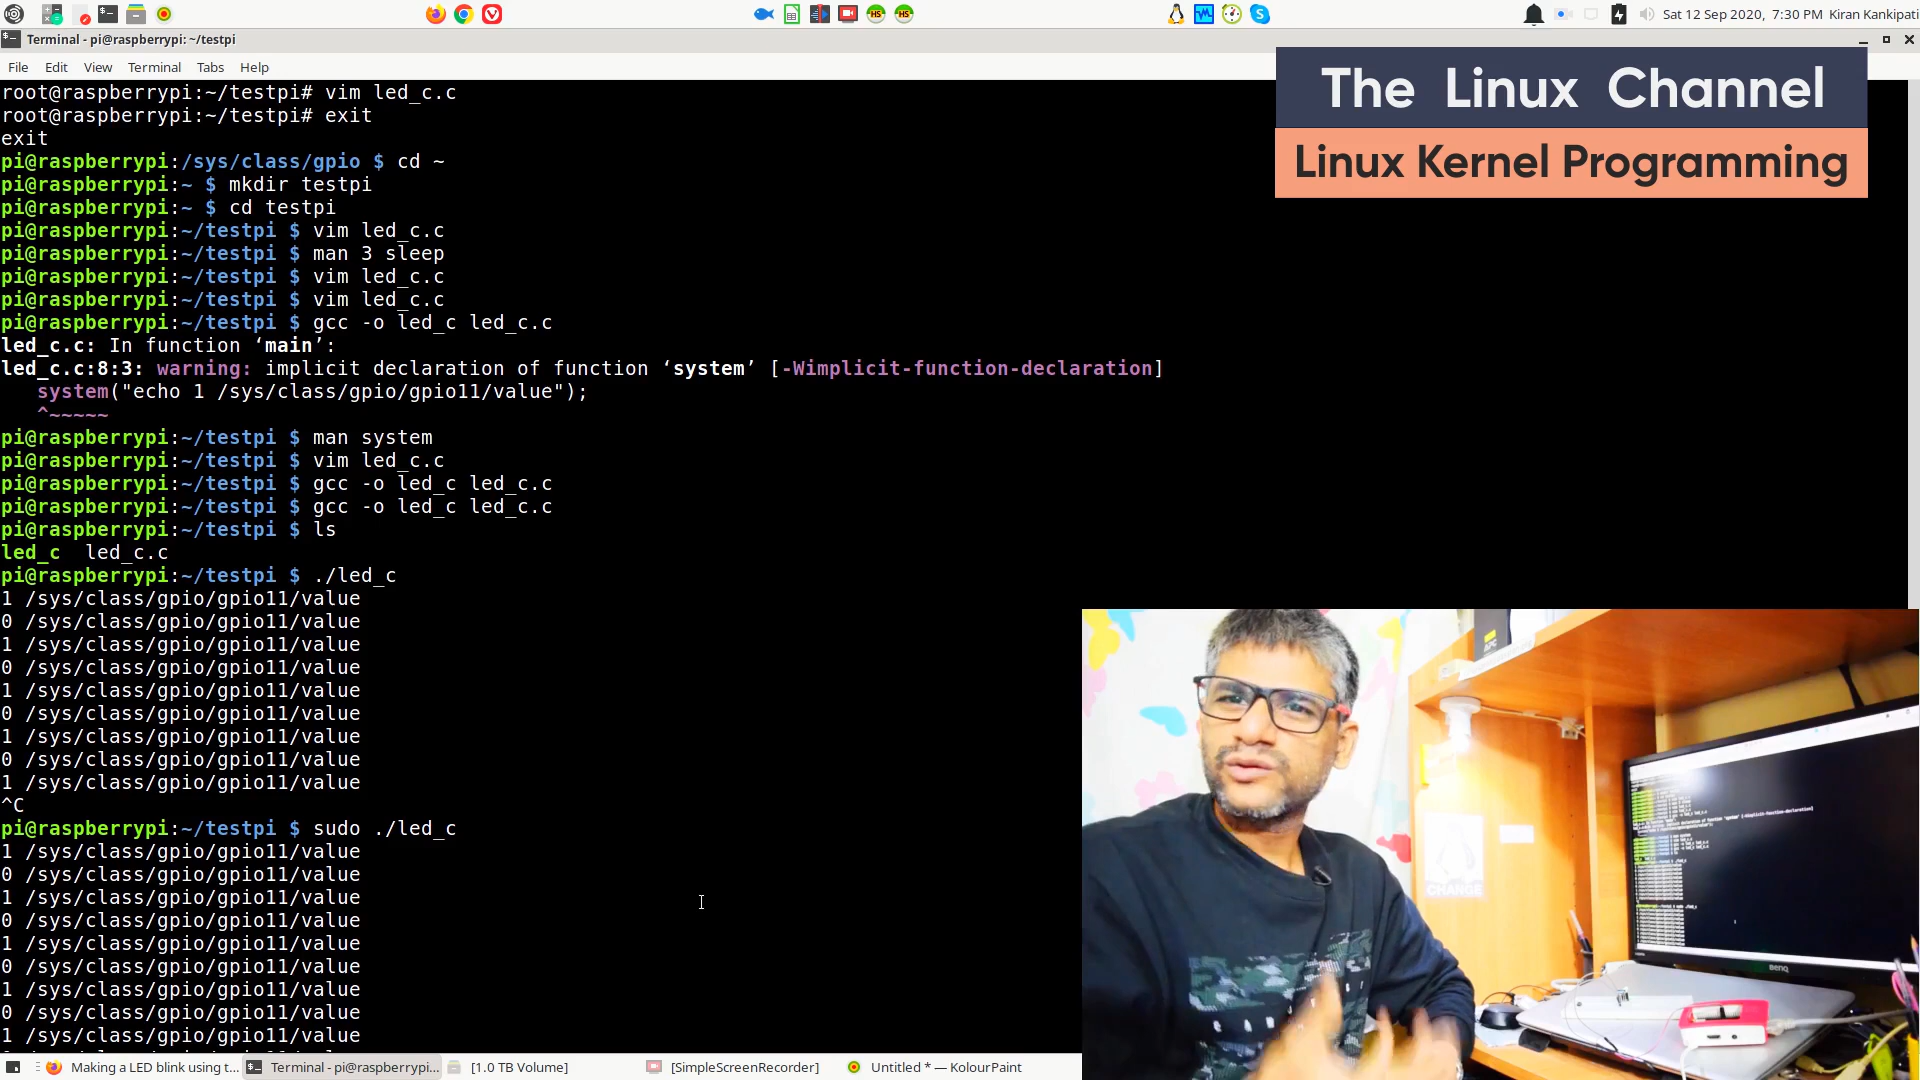 Sat 12 Sep 2020, 7:30 PM Kiran Kankipati
Terminal - pi@raspberrypi: ~/testpi
File Edit View Terminal Tabs Help
The Linux Channel
Linux Kernel Programming
root@raspberrypi:~/testpi# vim led_c.c
root@raspberrypi:~/testpi# exit
exit
pi@raspberrypi:/sys/class/gpio $ cd ~
pi@raspberrypi:~ $ mkdir testpi
pi@raspberrypi:~ $ cd testpi
pi@raspberrypi:~/testpi $ vim led_c.c
pi@raspberrypi:~/testpi $ man 3 sleep
pi@raspberrypi:~/testpi $ vim led_c.c
pi@raspberrypi:~/testpi $ vim led_c.c
pi@raspberrypi:~/testpi $ gcc -o led_c led_c.c
led_c.c: In function ‘main’:
led_c.c:8:3: warning: implicit declaration of function ‘system’ [-Wimplicit-function-declaration]
system("echo 1 /sys/class/gpio/gpio11/value");
^~~~~~
pi@raspberrypi:~/testpi $ man system
pi@raspberrypi:~/testpi $ vim led_c.c
pi@raspberrypi:~/testpi $ gcc -o led_c led_c.c
pi@raspberrypi:~/testpi $ gcc -o led_c led_c.c
pi@raspberrypi:~/testpi $ ls
led_c led_c.c
pi@raspberrypi:~/testpi $ ./led_c
1 /sys/class/gpio/gpio11/value
0 /sys/class/gpio/gpio11/value
1 /sys/class/gpio/gpio11/value
0 /sys/class/gpio/gpio11/value
1 /sys/class/gpio/gpio11/value
0 /sys/class/gpio/gpio11/value
1 /sys/class/gpio/gpio11/value
0 /sys/class/gpio/gpio11/value
1 /sys/class/gpio/gpio11/value
^C
pi@raspberrypi:~/testpi $ sudo ./led_c
1 /sys/class/gpio/gpio11/value
0 /sys/class/gpio/gpio11/value
1 /sys/class/gpio/gpio11/value
0 /sys/class/gpio/gpio11/value
1 /sys/class/gpio/gpio11/value
0 /sys/class/gpio/gpio11/value
1 /sys/class/gpio/gpio11/value
0 /sys/class/gpio/gpio11/value
1 /sys/class/gpio/gpio11/value
APC
CHANGE
BenQ
Making a LED blink using t... Terminal - pi@raspberrypi... [1.0 TB Volume] [SimpleScreenRecorder] Untitled * — KolourPaint